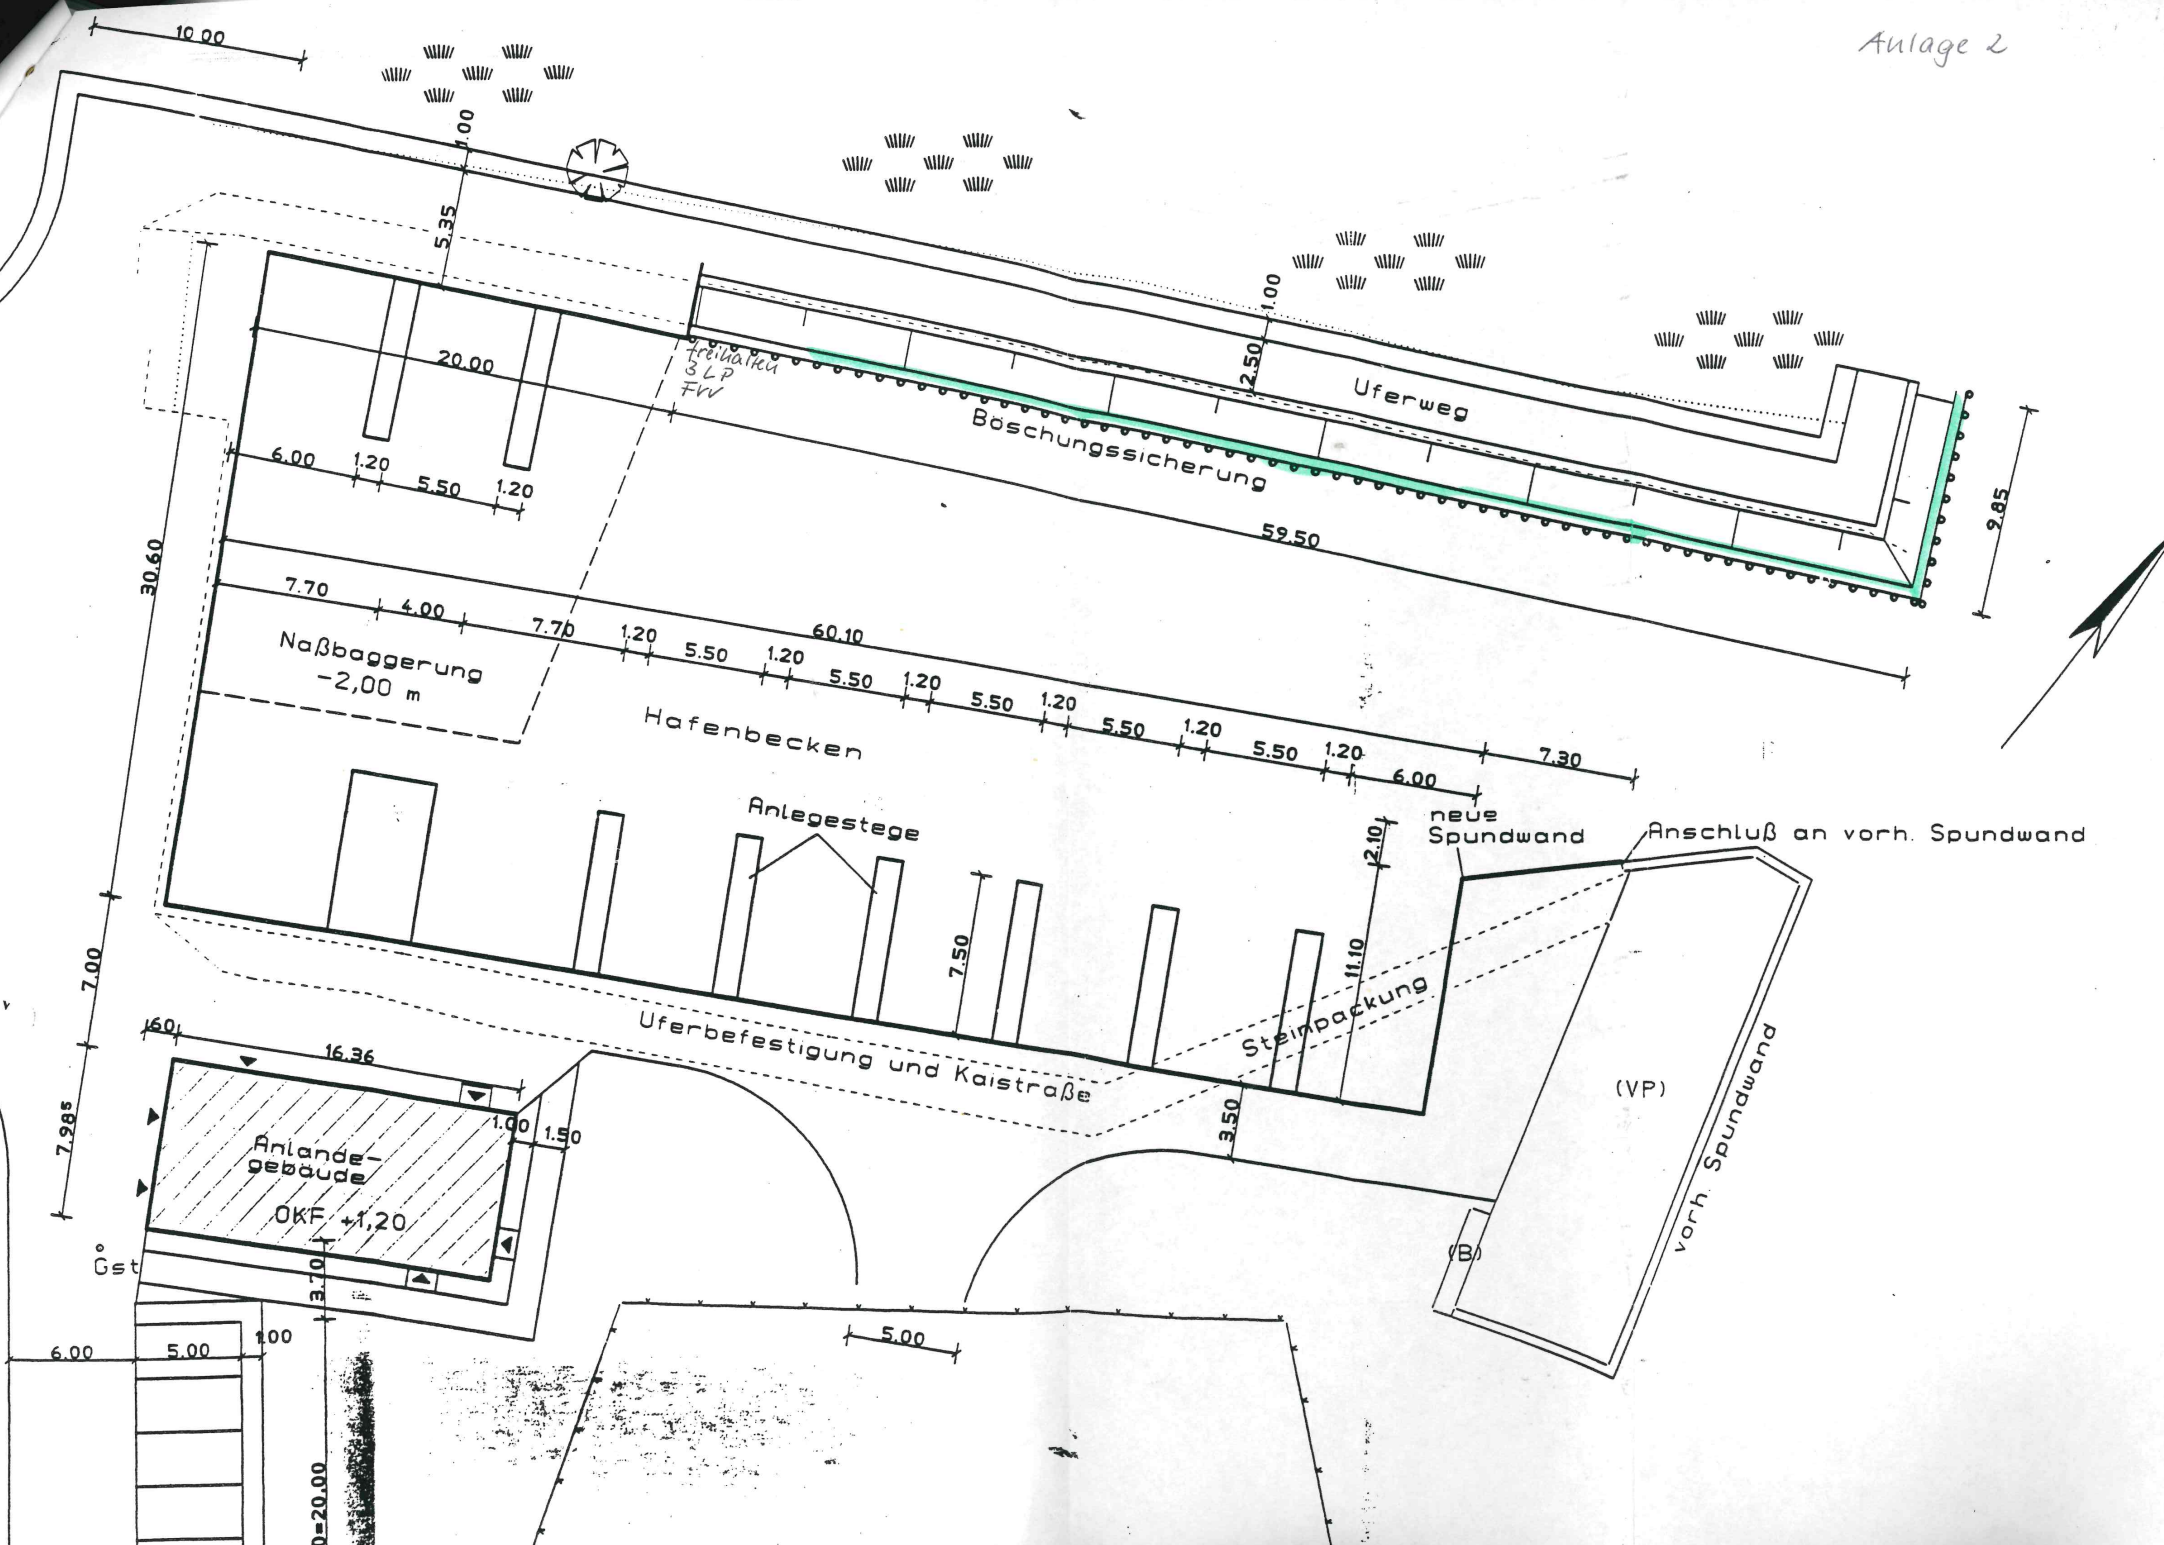 Anlage 2
10.00
1.00
5.35
1.00
2.50
Uferweg
20.00
freihalten
3 LP
Böschungssicherung
6.00
1.20
5.50
1.20
59.50
9.85
30.60
7.70
4.00
7.70
60.10
1.20
5.50
1.20
5.50
1.20
5.50
1.20
5.50
1.20
5.50
1.20
6.00
7.30
Naßbaggerung
-2,00 m
Hafenbecken
Anlegestege
neue
Spundwand
Anschluß an vorh. Spundwand
2.10
7.50
11.10
7.00
Uferbefestigung und Kaistraße
Steinpackung
60
16.36
7.98⁵
1.00
1.50
3.50
(VP)
vorh. Spundwand
Anlande-
gebäude
OKF +1,20
(B)
Gst
3.70
6.00
5.00
1.00
5.00
0=20.00